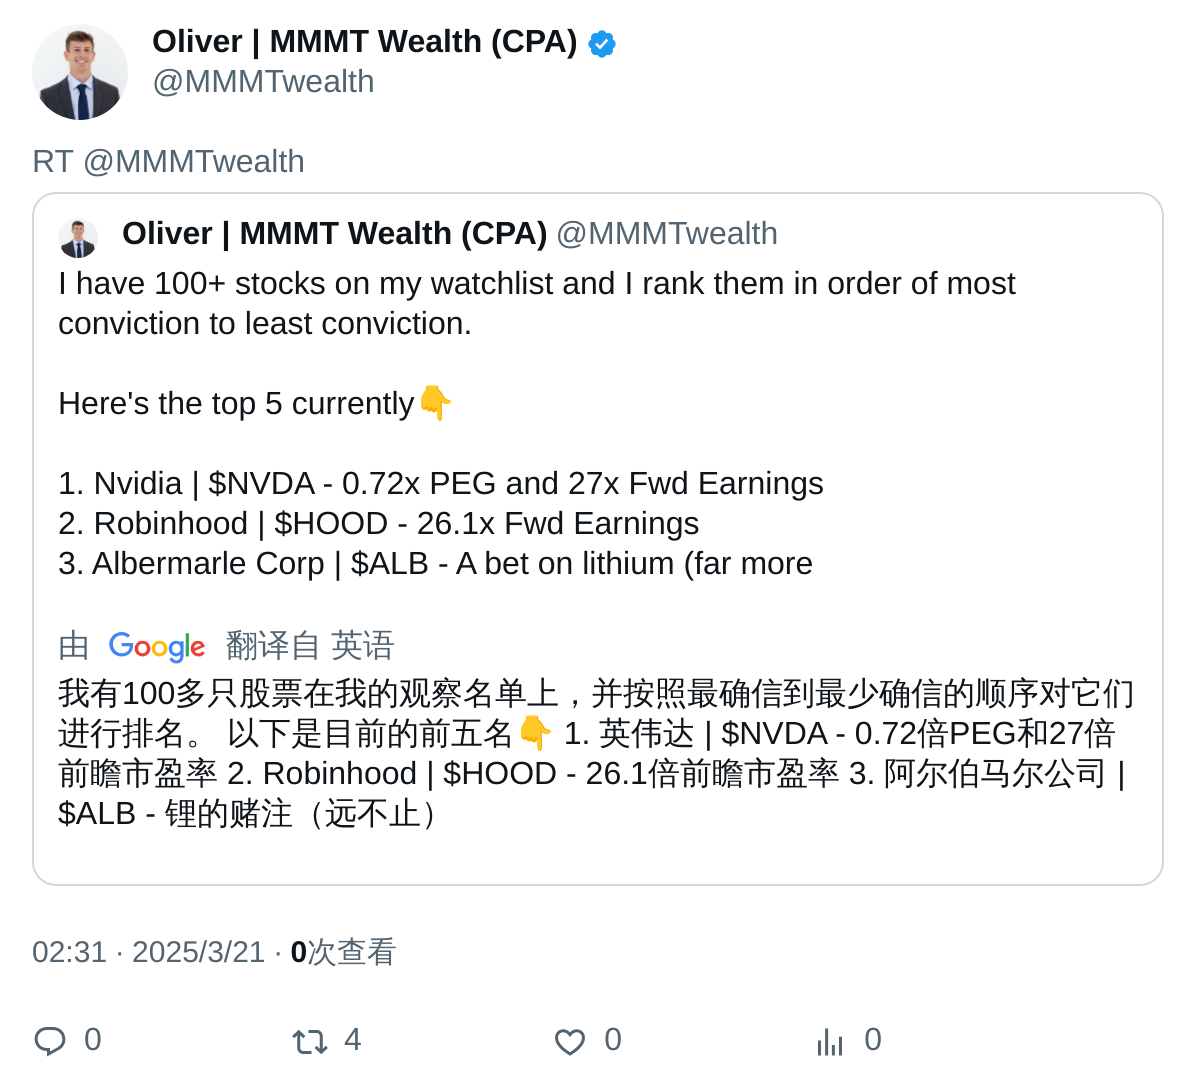 Oliver | MMMT Wealth (CPA)
@MMMTwealth
RT @MMMTwealth
Oliver | MMMT Wealth (CPA) @MMMTwealth
I have 100+ stocks on my watchlist and I rank them in order of most
conviction to least conviction.
Here's the top 5 currently👇
1. Nvidia | $NVDA - 0.72x PEG and 27x Fwd Earnings
2. Robinhood | $HOOD - 26.1x Fwd Earnings
3. Albermarle Corp | $ALB - A bet on lithium (far more
由 Google 翻译自 英语
我有100多只股票在我的观察名单上，并按照最确信到最少确信的顺序对它们
进行排名。 以下是目前的前五名👇 1. 英伟达 | $NVDA - 0.72倍PEG和27倍
前瞻市盈率 2. Robinhood | $HOOD - 26.1倍前瞻市盈率 3. 阿尔伯马尔公司 |
$ALB - 锂的赌注（远不止）
02:31 · 2025/3/21 · 0次查看
0 4 0 0